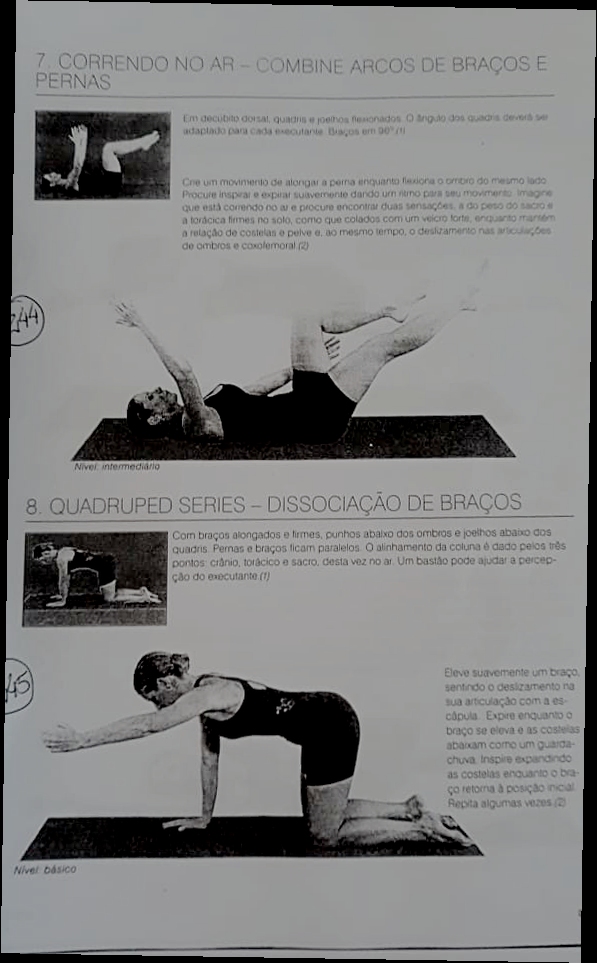 7. CORRENDO NO AR – COMBINE ARCOS DE BRAÇOS E
PERNAS
Em decúbito dorsal, quadris e joelhos flexionados. O ângulo dos quadris deverá ser
adaptado para cada executante. Braços em 90º.(1)
Crie um movimento de alongar a perna enquanto flexiona o ombro do mesmo lado.
Procure inspirar e expirar suavemente dando um ritmo para seu movimento. Imagine
que está correndo no ar e procure encontrar duas sensações, a do peso do sacro e
a torácica firmes no solo, como que colados com um velcro forte, enquanto mantém
a relação de costelas e pelve e, ao mesmo tempo, o deslizamento nas articulações
de ombros e coxofemoral.(2)
244
Nível: intermediário
8. QUADRUPED SERIES – DISSOCIAÇÃO DE BRAÇOS
Com braços alongados e firmes, punhos abaixo dos ombros e joelhos abaixo dos
quadris. Pernas e braços ficam paralelos. O alinhamento da coluna é dado pelos três
pontos: crânio, torácico e sacro, desta vez no ar. Um bastão pode ajudar a percep-
ção do executante.(1)
45
Eleve suavemente um braço,
sentindo o deslizamento na
sua articulação com a es-
cápula. Expire enquanto o
braço se eleva e as costelas
abaixam como um guarda-
chuva. Inspire expandindo
as costelas enquanto o bra-
ço retorna à posição inicial.
Repita algumas vezes.(2)
Nível: básico